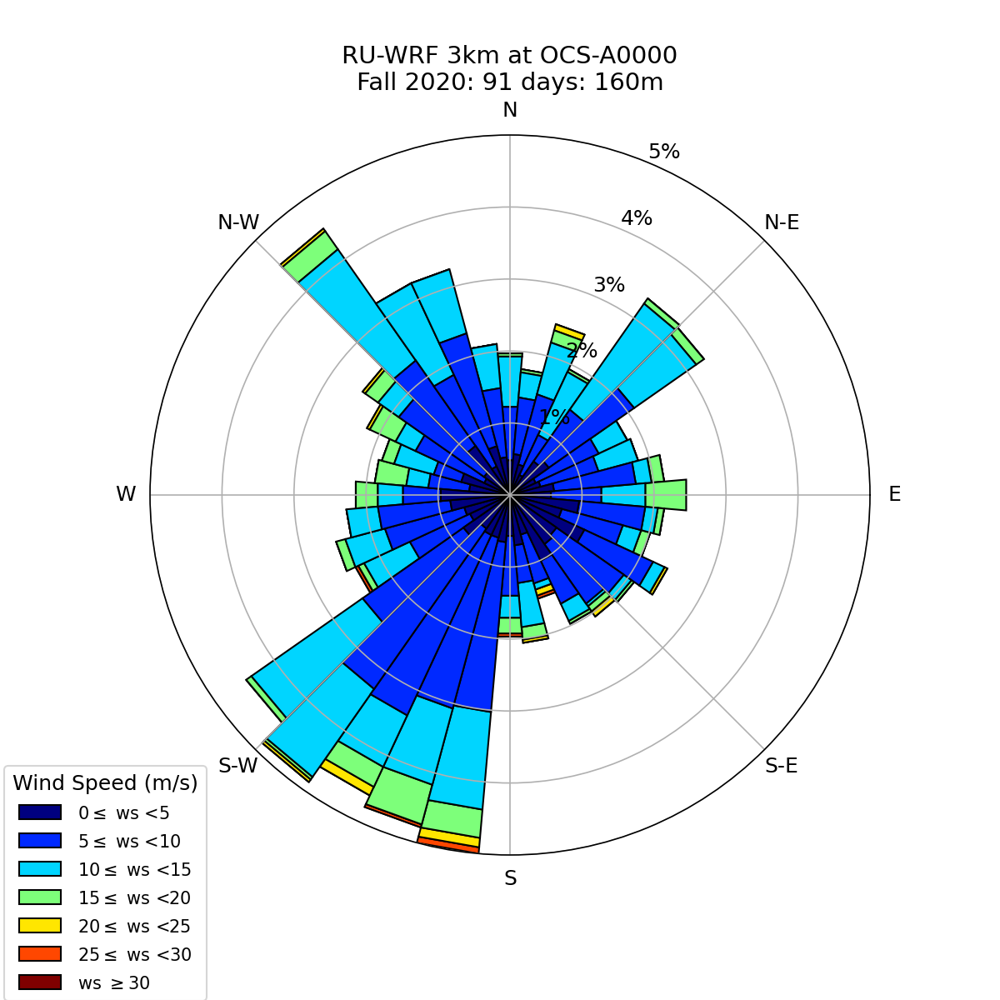 RU-WRF 3km at OCS-A0000
Fall 2020: 91 days: 160m
N
5%
N-W
4%
N-E
3%
2%
1%
W
E
S-W
S-E
S
Wind Speed (m/s)
0≤ ws <5
5≤ ws <10
10≤ ws <15
15≤ ws <20
20≤ ws <25
25≤ ws <30
ws ≥30